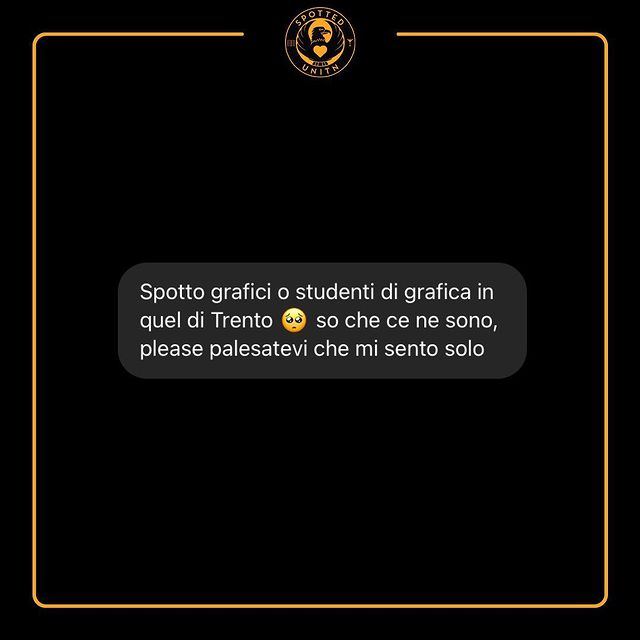 SPOTTED
UNITN
Spotto grafici o studenti di grafica in
quel di Trento 🥺 so che ce ne sono,
please palesatevi che mi sento solo